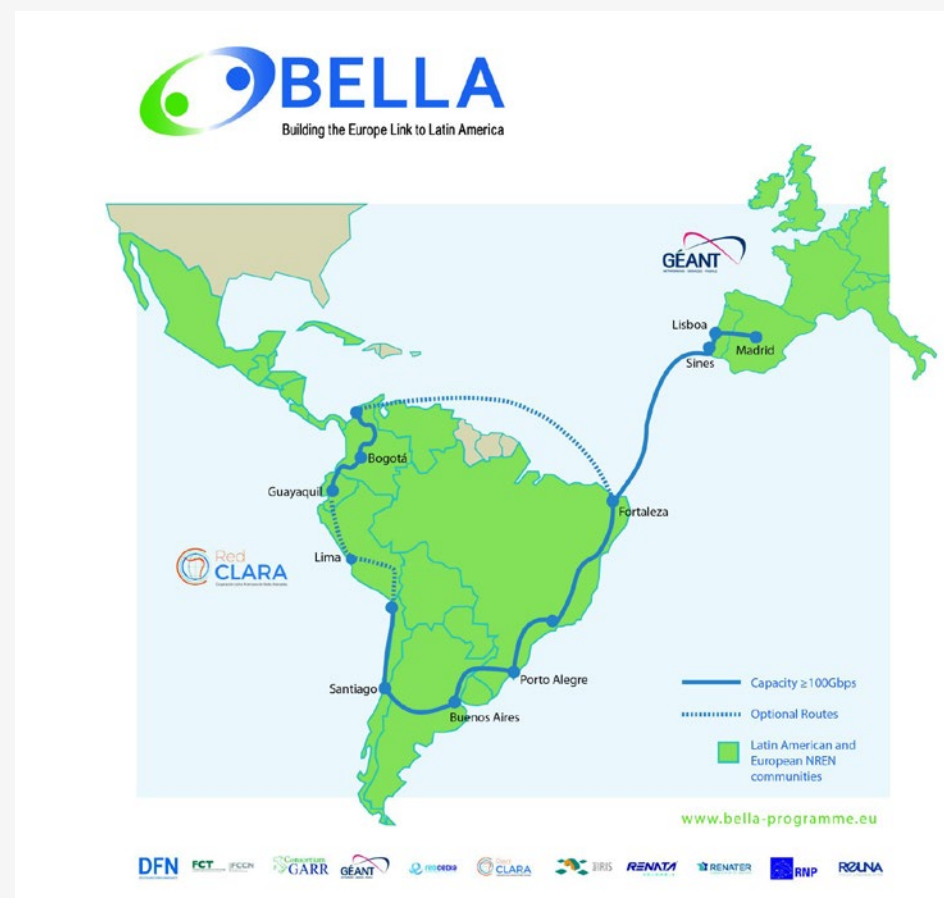 BELLA
Building the Europe Link to Latin America
GÉANT
Lisboa
Sines
Madrid
Bogotá
Guayaquil
Fortaleza
Lima
Red
CLARA
Santiago
Porto Alegre
Buenos Aires
Capacity ≥100Gbps
Optional Routes
Latin American and
European NREN
communities
www.bella-programme.eu
DFN
FCT
FCCN
Consortium
GARR
GÉANT
Red
CLARA
RENATA
RENATER
RNP
REUNA